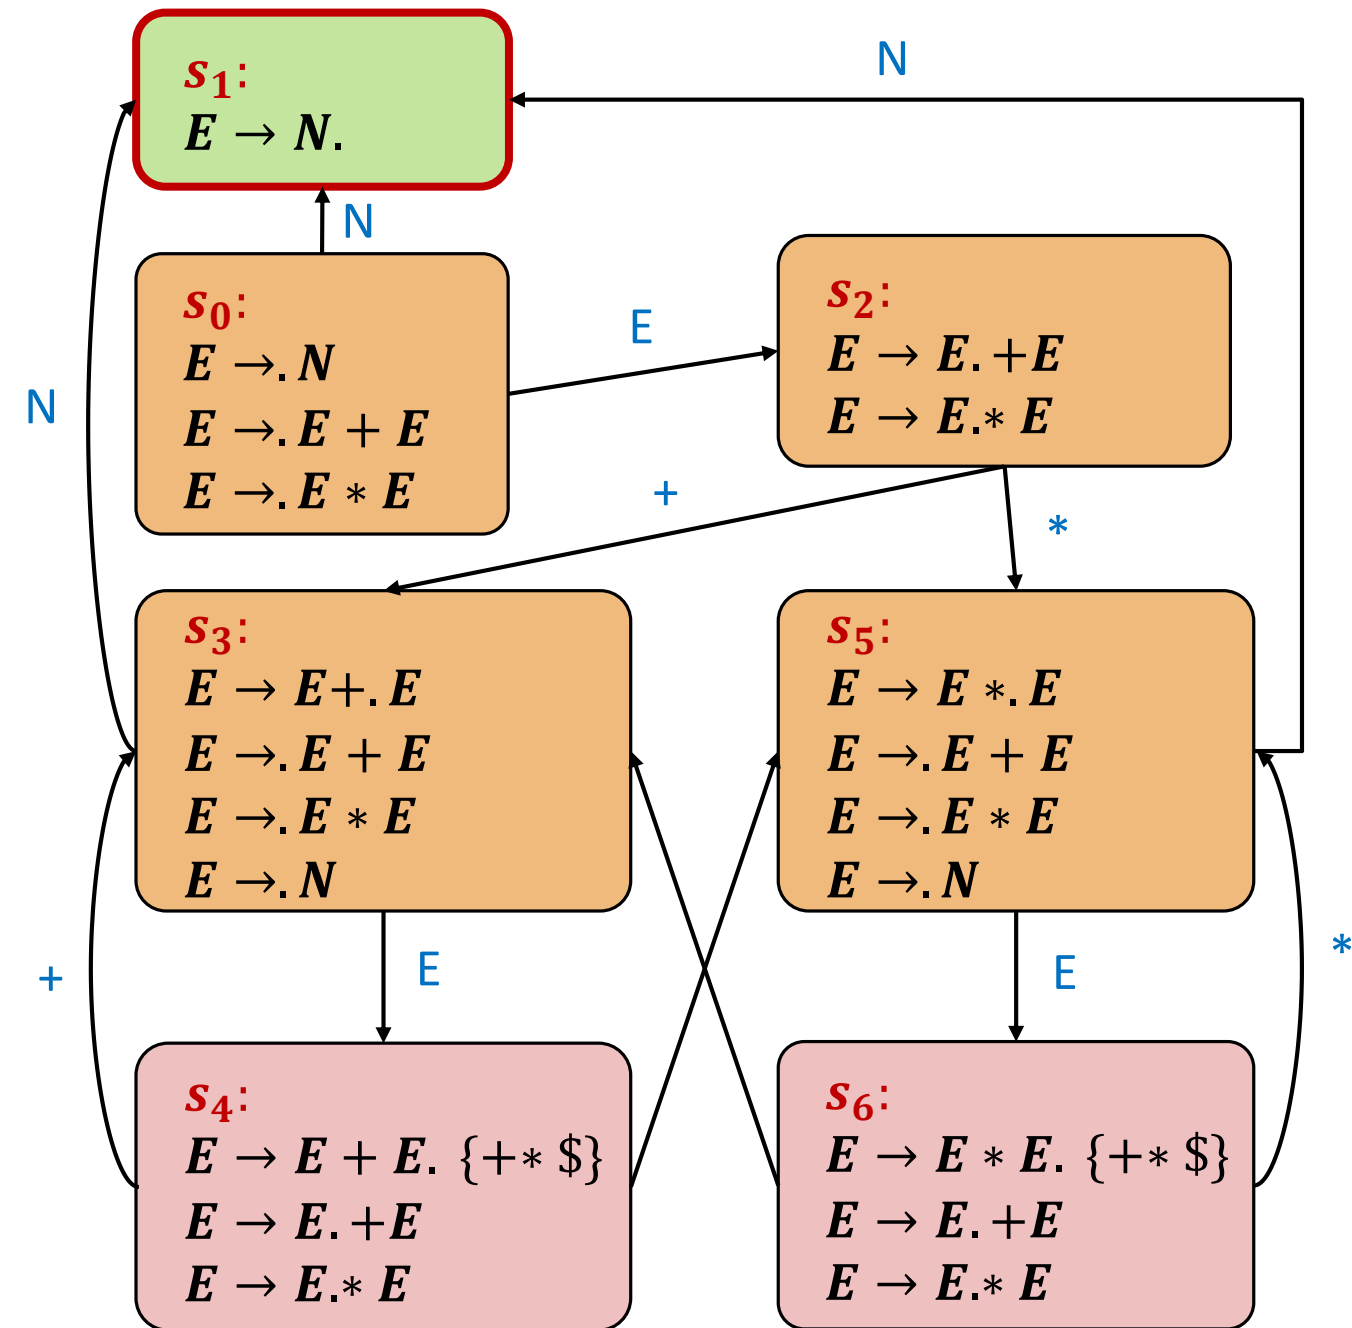 N
s₁:
E → N.
N
s₀:
E →. N
E →. E + E
E →. E * E
E
s₂:
E → E. +E
E → E.* E
N
+
*
s₃:
E → E+. E
E →. E + E
E →. E * E
E →. N
s₅:
E → E *. E
E →. E + E
E →. E * E
E →. N
+
E
E
*
s₄:
E → E + E. {+* $}
E → E. +E
E → E.* E
s₆:
E → E * E. {+* $}
E → E. +E
E → E.* E